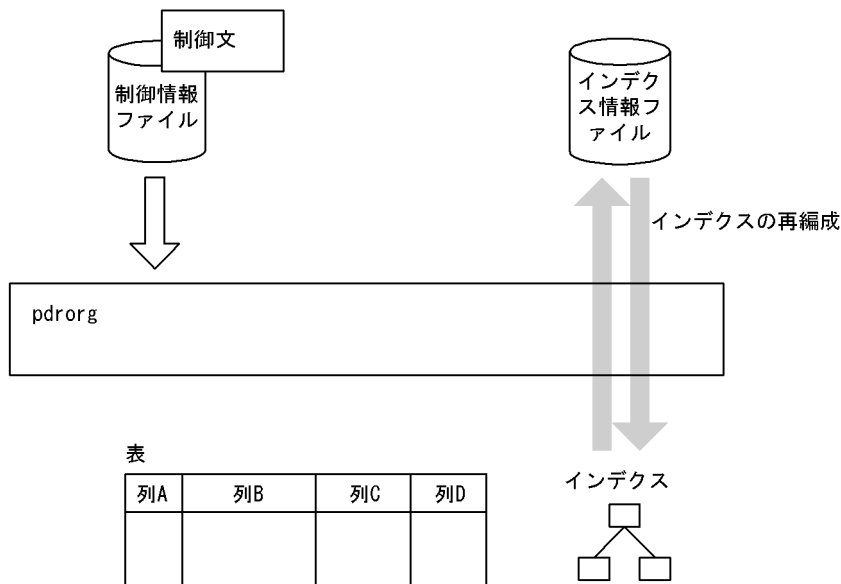 制御文
制御情報
ファイル
インデク
ス情報フ
ァイル
インデクスの再編成
pdrorg
表
列A 列B 列C 列D
インデクス